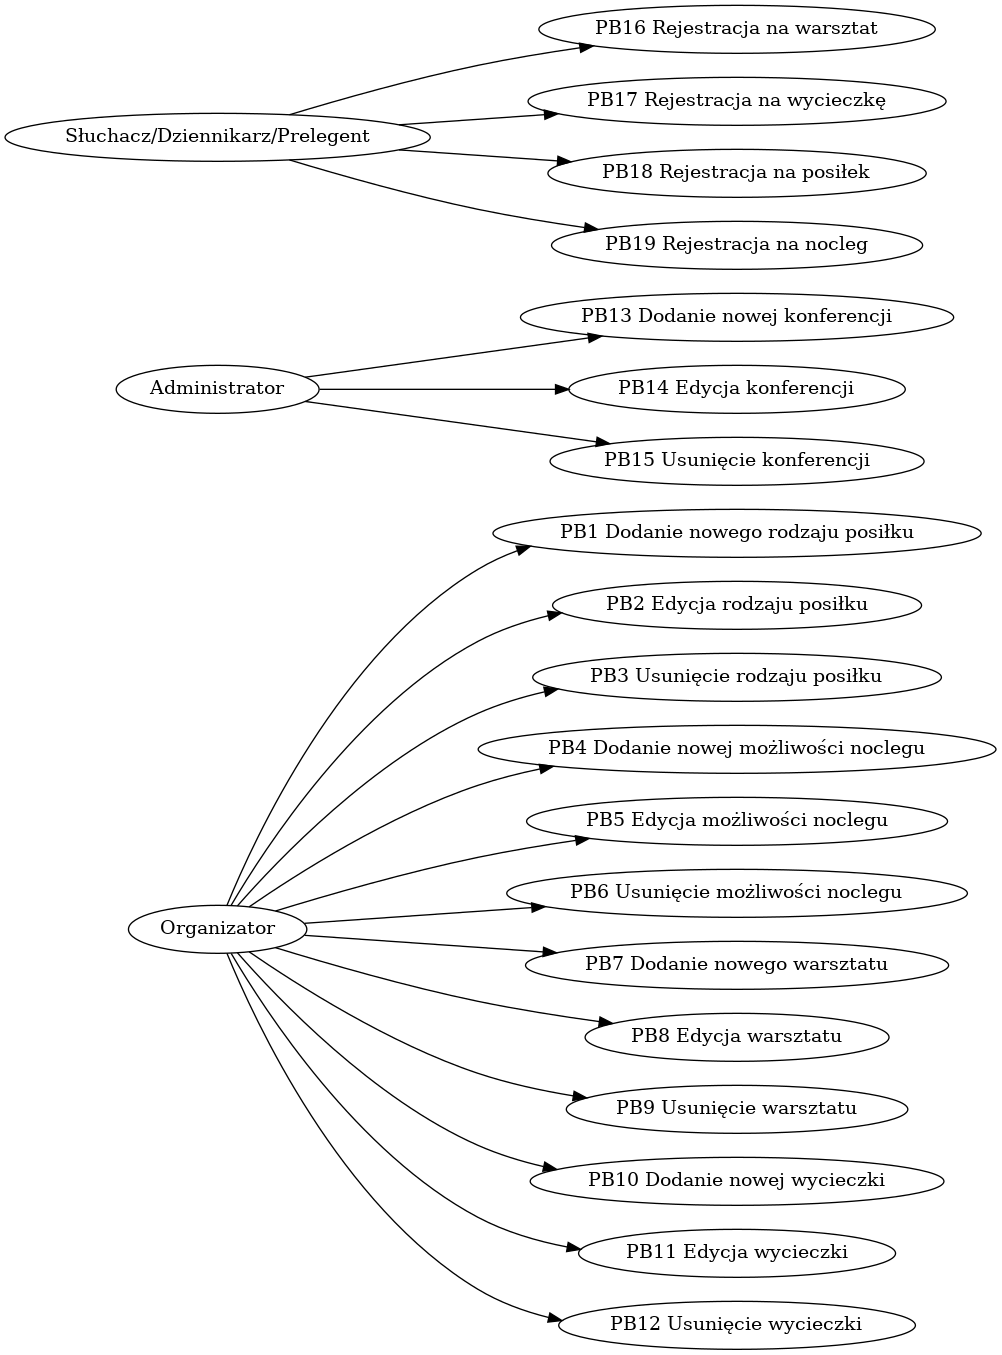 PB16 Rejestracja na warsztat
PB17 Rejestracja na wycieczkę
Słuchacz/Dziennikarz/Prelegent
PB18 Rejestracja na posiłek
PB19 Rejestracja na nocleg
PB13 Dodanie nowej konferencji
Administrator
PB14 Edycja konferencji
PB15 Usunięcie konferencji
PB1 Dodanie nowego rodzaju posiłku
PB2 Edycja rodzaju posiłku
PB3 Usunięcie rodzaju posiłku
PB4 Dodanie nowej możliwości noclegu
PB5 Edycja możliwości noclegu
PB6 Usunięcie możliwości noclegu
Organizator
PB7 Dodanie nowego warsztatu
PB8 Edycja warsztatu
PB9 Usunięcie warsztatu
PB10 Dodanie nowej wycieczki
PB11 Edycja wycieczki
PB12 Usunięcie wycieczki